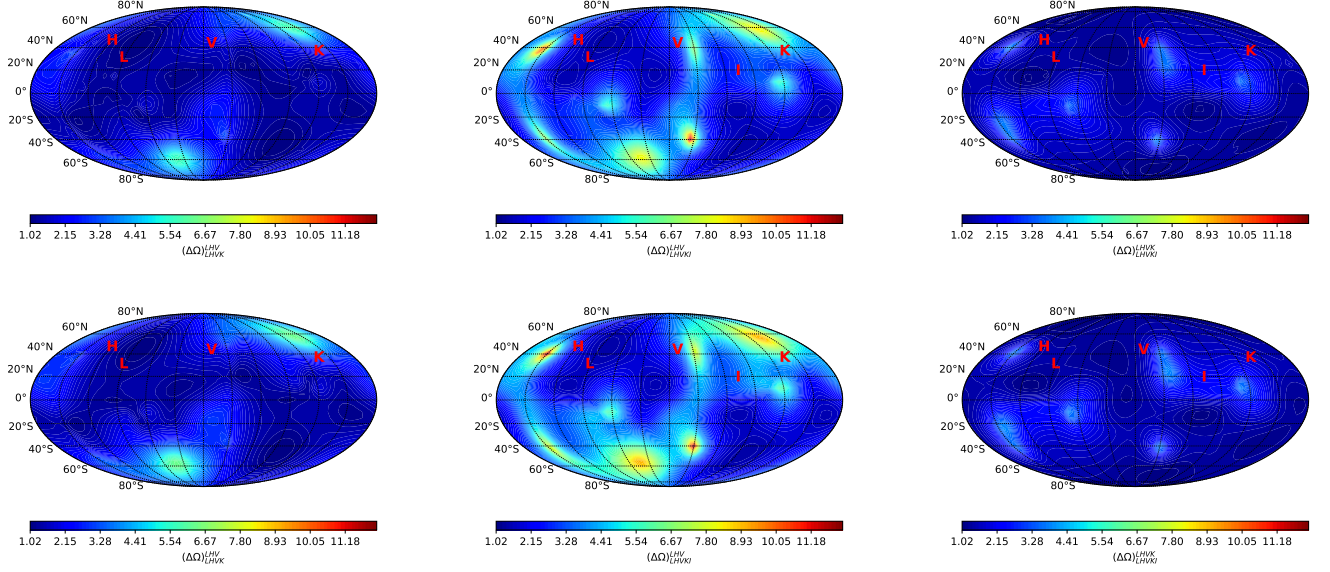 80°N 80°N 80°N
60°N 60°N 60°N
40°N H V K 40°N H V K 40°N H V K
L L L
20°N 20°N I 20°N I
0° 0° 0°
20°S 20°S 20°S
40°S 40°S 40°S
60°S 60°S 60°S
80°S 80°S 80°S
1.02 2.15 3.28 4.41 5.54 6.67 7.80 8.93 10.05 11.18 1.02 2.15 3.28 4.41 5.54 6.67 7.80 8.93 10.05 11.18 1.02 2.15 3.28 4.41 5.54 6.67 7.80 8.93 10.05 11.18
(ΔΩ)^{LHV}_{LHVK} (ΔΩ)^{LHV}_{LHVKI} (ΔΩ)^{LHVK}_{LHVKI}
80°N 80°N 80°N
60°N 60°N 60°N
40°N H V K 40°N H V K 40°N H V K
L L L
20°N 20°N I 20°N I
0° 0° 0°
20°S 20°S 20°S
40°S 40°S 40°S
60°S 60°S 60°S
80°S 80°S 80°S
1.02 2.15 3.28 4.41 5.54 6.67 7.80 8.93 10.05 11.18 1.02 2.15 3.28 4.41 5.54 6.67 7.80 8.93 10.05 11.18 1.02 2.15 3.28 4.41 5.54 6.67 7.80 8.93 10.05 11.18
(ΔΩ)^{LHV}_{LHVK} (ΔΩ)^{LHV}_{LHVKI} (ΔΩ)^{LHVK}_{LHVKI}